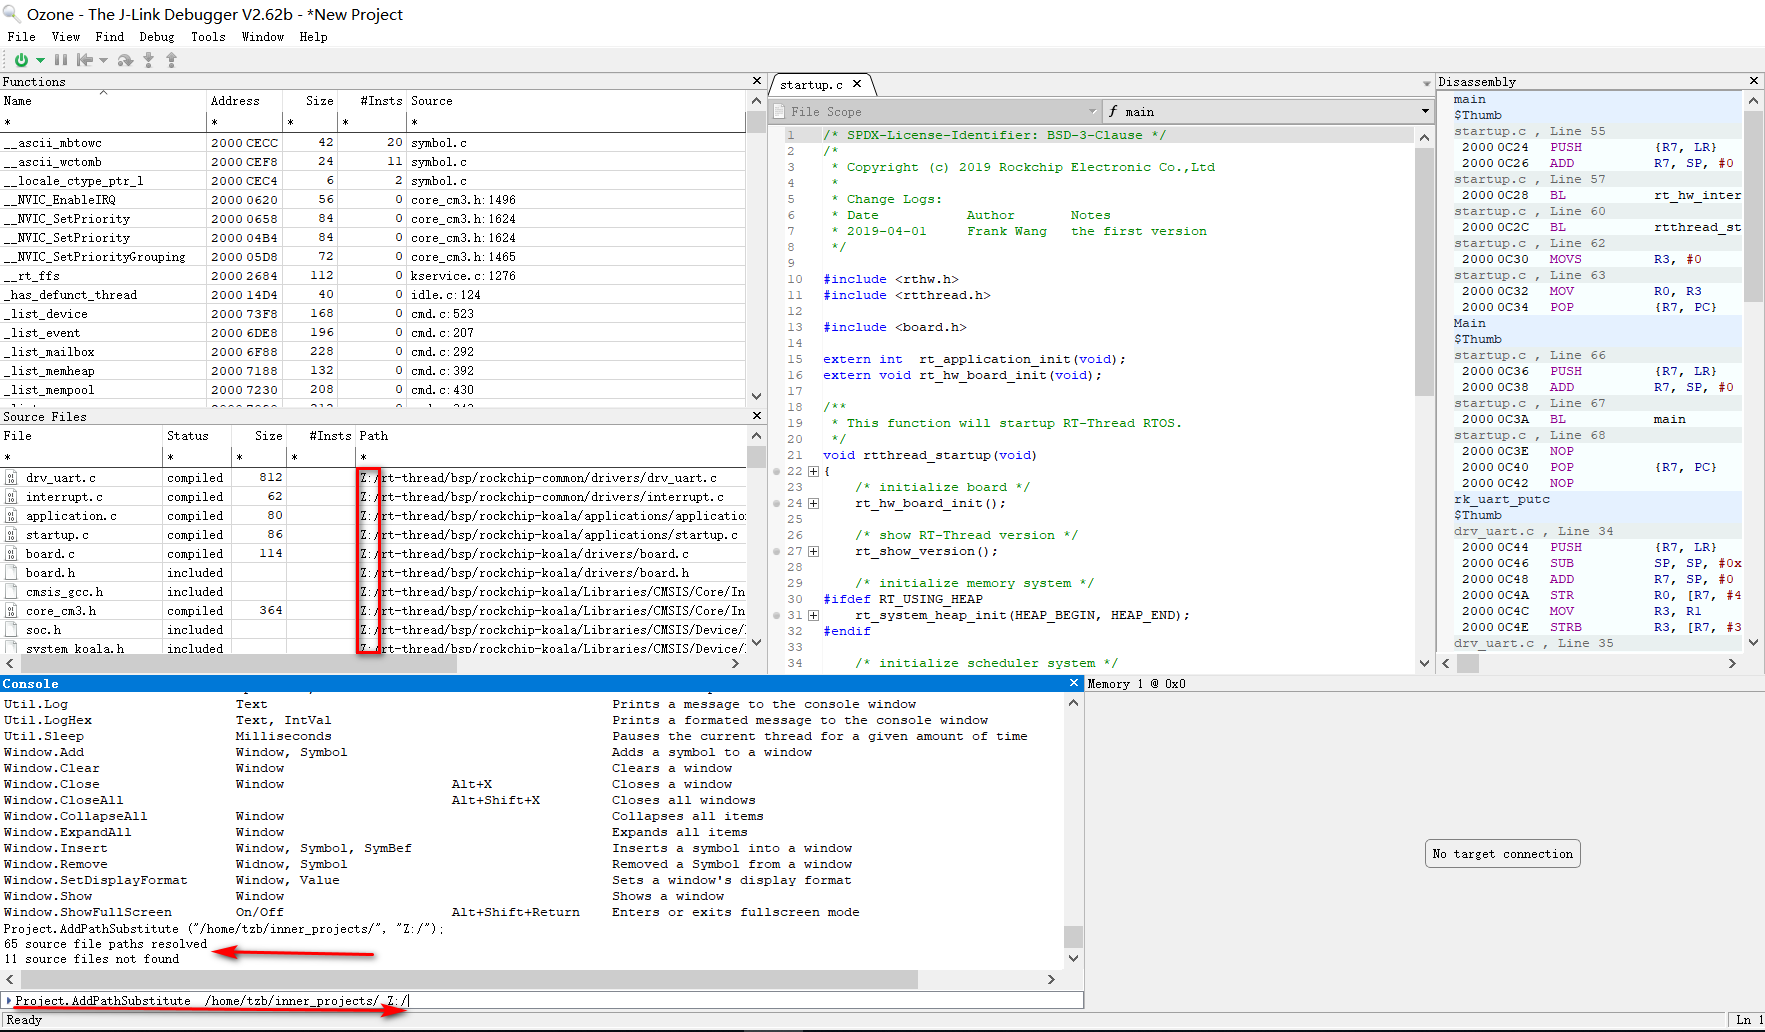 Ozone - The J-Link Debugger V2.62b - *New Project
File View Find Debug Tools Window Help
Functions
Name Address Size #Insts Source
* * * * *
__ascii_mbtowc 2000 CECC 42 20 symbol.c
__ascii_wctomb 2000 CEF8 24 11 symbol.c
__locale_ctype_ptr_l 2000 CEC4 6 2 symbol.c
__NVIC_EnableIRQ 2000 0620 56 0 core_cm3.h:1496
__NVIC_SetPriority 2000 0658 84 0 core_cm3.h:1624
__NVIC_SetPriority 2000 04B4 84 0 core_cm3.h:1624
__NVIC_SetPriorityGrouping 2000 05D8 72 0 core_cm3.h:1465
__rt_ffs 2000 2684 112 0 kservice.c:1276
_has_defunct_thread 2000 14D4 40 0 idle.c:124
_list_device 2000 73F8 168 0 cmd.c:523
_list_event 2000 6DE8 196 0 cmd.c:207
_list_mailbox 2000 6F88 228 0 cmd.c:292
_list_memheap 2000 7188 132 0 cmd.c:392
_list_mempool 2000 7230 208 0 cmd.c:430
Source Files
File Status Size #Insts Path
* * * * *
drv_uart.c compiled 812 Z:/rt-thread/bsp/rockchip-common/drivers/drv_uart.c
interrupt.c compiled 62 Z:/rt-thread/bsp/rockchip-common/drivers/interrupt.c
application.c compiled 80 Z:/rt-thread/bsp/rockchip-koala/applications/applicatio
startup.c compiled 86 Z:/rt-thread/bsp/rockchip-koala/applications/startup.c
board.c compiled 114 Z:/rt-thread/bsp/rockchip-koala/drivers/board.c
board.h included Z:/rt-thread/bsp/rockchip-koala/drivers/board.h
cmsis_gcc.h included Z:/rt-thread/bsp/rockchip-koala/Libraries/CMSIS/Core/In
core_cm3.h compiled 364 Z:/rt-thread/bsp/rockchip-koala/Libraries/CMSIS/Core/In
soc.h included Z:/rt-thread/bsp/rockchip-koala/Libraries/CMSIS/Device/
system_koala.h included Z:/rt-thread/bsp/rockchip-koala/Libraries/CMSIS/Device/
startup.c
File Scope
f main
1 /* SPDX-License-Identifier: BSD-3-Clause */
2 /*
3 * Copyright (c) 2019 Rockchip Electronic Co.,Ltd
4 *
5 * Change Logs:
6 * Date Author Notes
7 * 2019-04-01 Frank Wang the first version
8 */
9
10 #include <rthw.h>
11 #include <rtthread.h>
12
13 #include <board.h>
14
15 extern int rt_application_init(void);
16 extern void rt_hw_board_init(void);
17
18 /**
19 * This function will startup RT-Thread RTOS.
20 */
21 void rtthread_startup(void)
22 {
23 /* initialize board */
24 rt_hw_board_init();
25
26 /* show RT-Thread version */
27 rt_show_version();
28
29 /* initialize memory system */
30 #ifdef RT_USING_HEAP
31 rt_system_heap_init(HEAP_BEGIN, HEAP_END);
32 #endif
33
34 /* initialize scheduler system */
Disassembly
main
$Thumb
startup.c , Line 55
2000 0C24 PUSH {R7, LR}
2000 0C26 ADD R7, SP, #0
startup.c , Line 57
2000 0C28 BL rt_hw_inter
startup.c , Line 60
2000 0C2C BL rtthread_st
startup.c , Line 62
2000 0C30 MOVS R3, #0
startup.c , Line 63
2000 0C32 MOV R0, R3
2000 0C34 POP {R7, PC}
Main
$Thumb
startup.c , Line 66
2000 0C36 PUSH {R7, LR}
2000 0C38 ADD R7, SP, #0
startup.c , Line 67
2000 0C3A BL main
startup.c , Line 68
2000 0C3E NOP
2000 0C40 POP {R7, PC}
2000 0C42 NOP
rk_uart_putc
$Thumb
drv_uart.c , Line 34
2000 0C44 PUSH {R7, LR}
2000 0C46 SUB SP, SP, #0x
2000 0C48 ADD R7, SP, #0
2000 0C4A STR R0, [R7, #4
2000 0C4C MOV R3, R1
2000 0C4E STRB R3, [R7, #3
drv_uart.c , Line 35
Console
Util.Log Text Prints a message to the console window
Util.LogHex Text, IntVal Prints a formated message to the console window
Util.Sleep Milliseconds Pauses the current thread for a given amount of time
Window.Add Window, Symbol Adds a symbol to a window
Window.Clear Window Clears a window
Window.Close Window Alt+X Closes a window
Window.CloseAll Alt+Shift+X Closes all windows
Window.CollapseAll Window Collapses all items
Window.ExpandAll Window Expands all items
Window.Insert Window, Symbol, SymBef Inserts a symbol into a window
Window.Remove Widnow, Symbol Removed a Symbol from a window
Window.SetDisplayFormat Window, Value Sets a window's display format
Window.Show Window Shows a window
Window.ShowFullScreen On/Off Alt+Shift+Return Enters or exits fullscreen mode
Project.AddPathSubstitute ("/home/tzb/inner_projects/", "Z:/");
65 source file paths resolved
11 source files not found
Project.AddPathSubstitute /home/tzb/inner_projects/ Z:/
Memory 1 @ 0x0
No target connection
Ready
Ln 1